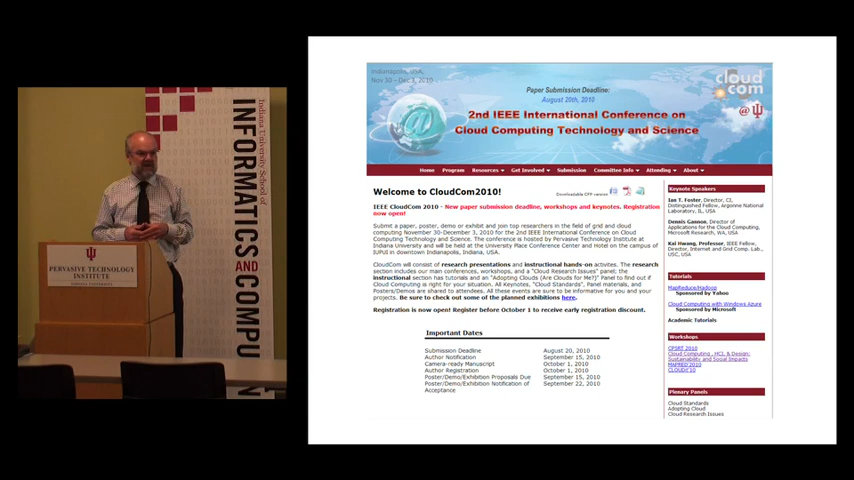 Indiana University School of
INFORMATICS AND COMPU
PERVASIVE TECHNOLOGY
INSTITUTE
INDIANA UNIVERSITY
Indianapolis, USA,
Nov 30 – Dec 3, 2010
cloud
com
@
Paper Submission Deadline:
August 20th, 2010
2nd IEEE International Conference on
Cloud Computing Technology and Science
Home Program Resources Get Involved Submission Committee Info Attending About
Welcome to CloudCom2010!
Downloadable CFP version
IEEE CloudCom 2010 - New paper submission deadline, workshops and keynotes. Registration
now open!
Submit a paper, poster, demo or exhibit and join top researchers in the field of grid and cloud
computing November 30-December 3, 2010 for the 2nd IEEE International Conference on Cloud
Computing Technology and Science. The conference is hosted by Pervasive Technology Institute at
Indiana University and will be held at the University Place Conference Center and Hotel on the campus of
IUPUI in downtown Indianapolis, Indiana, USA.
CloudCom will consist of research presentations and instructional hands-on activites. The research
section includes our main conferences, workshops, and a "Cloud Research Issues" panel; the
instructional section has tutorials and an "Adopting Clouds (Are Clouds for Me?)" Panel to find out if
Cloud Computing is right for your situation. All Keynotes, "Cloud Standards", Panel materials, and
Posters/Demos are shared to attendees. All these events are sure to be informative for you and your
projects. Be sure to check out some of the planned exhibitions here.
Registration is now open! Register before October 1 to receive early registration discount.
Important Dates
Submission Deadline August 20, 2010
Author Notification September 15, 2010
Camera-ready Manuscript October 1, 2010
Author Registration October 1, 2010
Poster/Demo/Exhibition Proposals Due September 15, 2010
Poster/Demo/Exhibition Notification of September 22, 2010
Acceptance
Keynote Speakers
Ian T. Foster, Director, CI,
Distinguished Fellow, Argonne National
Laboratory, IL, USA
Dennis Gannon, Director of
Applications for the Cloud Computing,
Microsoft Research, WA, USA
Kai Hwang, Professor, IEEE Fellow,
Director, Internet and Grid Comp. Lab.,
USC, USA
Tutorials
MapReduce/Hadoop
Sponsored by Yahoo
Cloud Computing with Windows Azure
Sponsored by Microsoft
Academic Tutorials
Workshops
CPSRT 2010
Cloud Computing, HCI, & Design:
Sustainability and Social Impacts
MAPRED'2010
Plenary Panels
Cloud Standards
Adopting Cloud
Cloud Research Issues